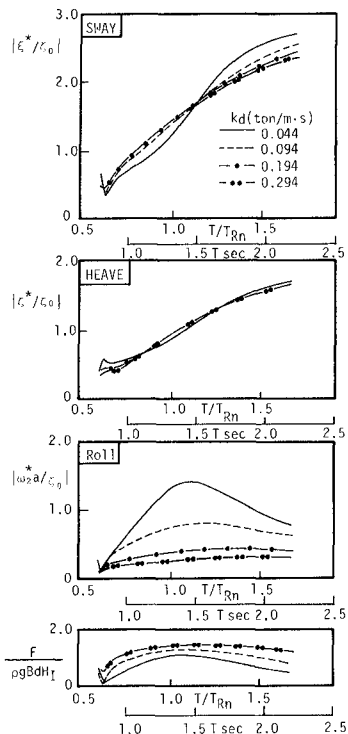 SWAY
|ξ*/ζ0|
3.0
2.0
1.0
0
kd(ton/m·s)
0.044
0.094
0.194
0.294
0.5 1.0 T/TRn 1.5
1.0 1.5 T sec 2.0 2.5
HEAVE
|ζ*/ζ0|
2.0
1.0
0
1.0 T/TRn 1.5
1.0 1.5 T sec 2.0 2.5
Roll
|ω2*a/ζ0|
2.0
1.0
0
1.0 T/TRn 1.5
1.0 1.5 T sec 2.0 2.5
F
ρgBdHI
2.0
0
0.5 1.0 1.5
T/TRn
1.0 1.5 T sec 2.0 2.5